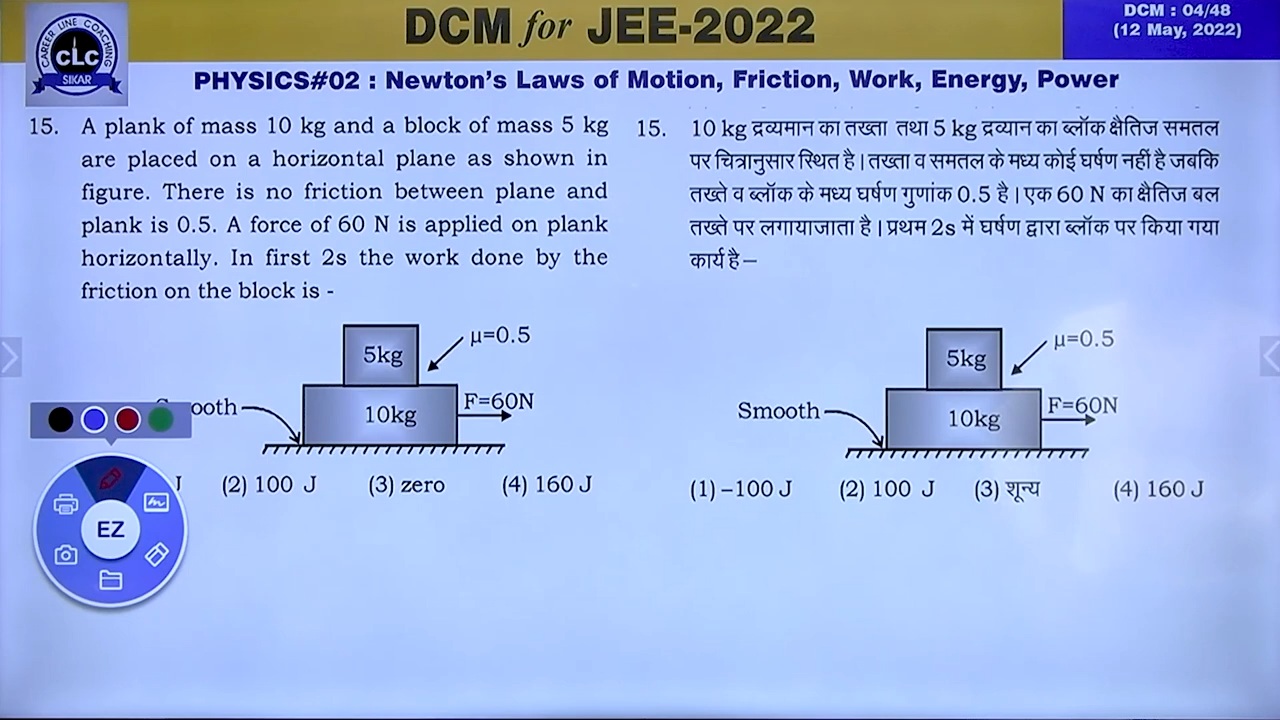 DCM for JEE-2022
DCM : 04/48
(12 May, 2022)
CAREER LINE COACHING
CLC
SIKAR
PHYSICS#02 : Newton's Laws of Motion, Friction, Work, Energy, Power
15. A plank of mass 10 kg and a block of mass 5 kg
are placed on a horizontal plane as shown in
figure. There is no friction between plane and
plank is 0.5. A force of 60 N is applied on plank
horizontally. In first 2s the work done by the
friction on the block is -
5kg
μ=0.5
ooth
10kg
F=60N
J (2) 100 J (3) zero (4) 160 J
15. 10 kg द्रव्यमान का तख्ता तथा 5 kg द्रव्यान का ब्लॉक क्षैतिज समतल
पर चित्रानुसार स्थित है। तख्ता व समतल के मध्य कोई घर्षण नहीं है जबकि
तख्ते व ब्लॉक के मध्य घर्षण गुणांक 0.5 है। एक 60 N का क्षैतिज बल
तख्ते पर लगायाजाता है। प्रथम 2s में घर्षण द्वारा ब्लॉक पर किया गया
कार्य है –
5kg
μ=0.5
Smooth
10kg
F=60N
(1) –100 J (2) 100 J (3) शून्य (4) 160 J
EZ